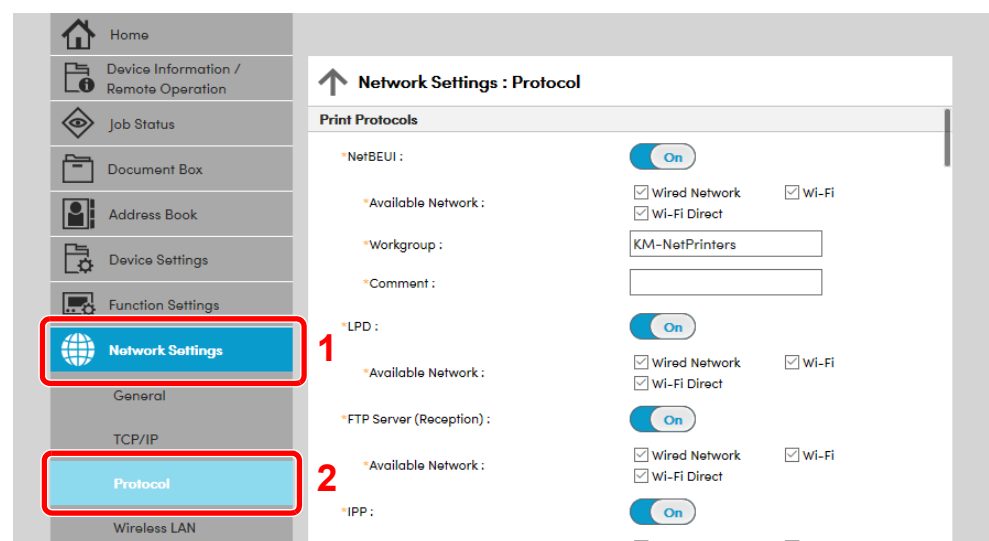 Home
Device Information /
Remote Operation
Job Status
Document Box
Address Book
Device Settings
Function Settings
Network Settings
1
General
TCP/IP
Protocol
2
Wireless LAN
Network Settings : Protocol
Print Protocols
*NetBEUI :
On
*Available Network :
Wired Network
Wi-Fi
Wi-Fi Direct
*Workgroup :
KM-NetPrinters
*Comment :
*LPD :
On
*Available Network :
Wired Network
Wi-Fi
Wi-Fi Direct
*FTP Server (Reception) :
On
*Available Network :
Wired Network
Wi-Fi
Wi-Fi Direct
*IPP :
On